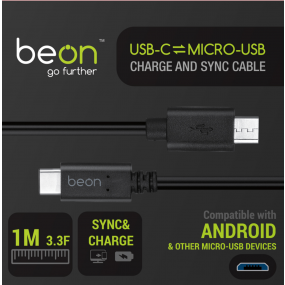 beon™
go further
USB-C⇌MICRO-USB
CHARGE AND SYNC CABLE
beon
1M 3.3F
SYNC&
CHARGE
Compatible with
ANDROID
& OTHER MICRO-USB DEVICES